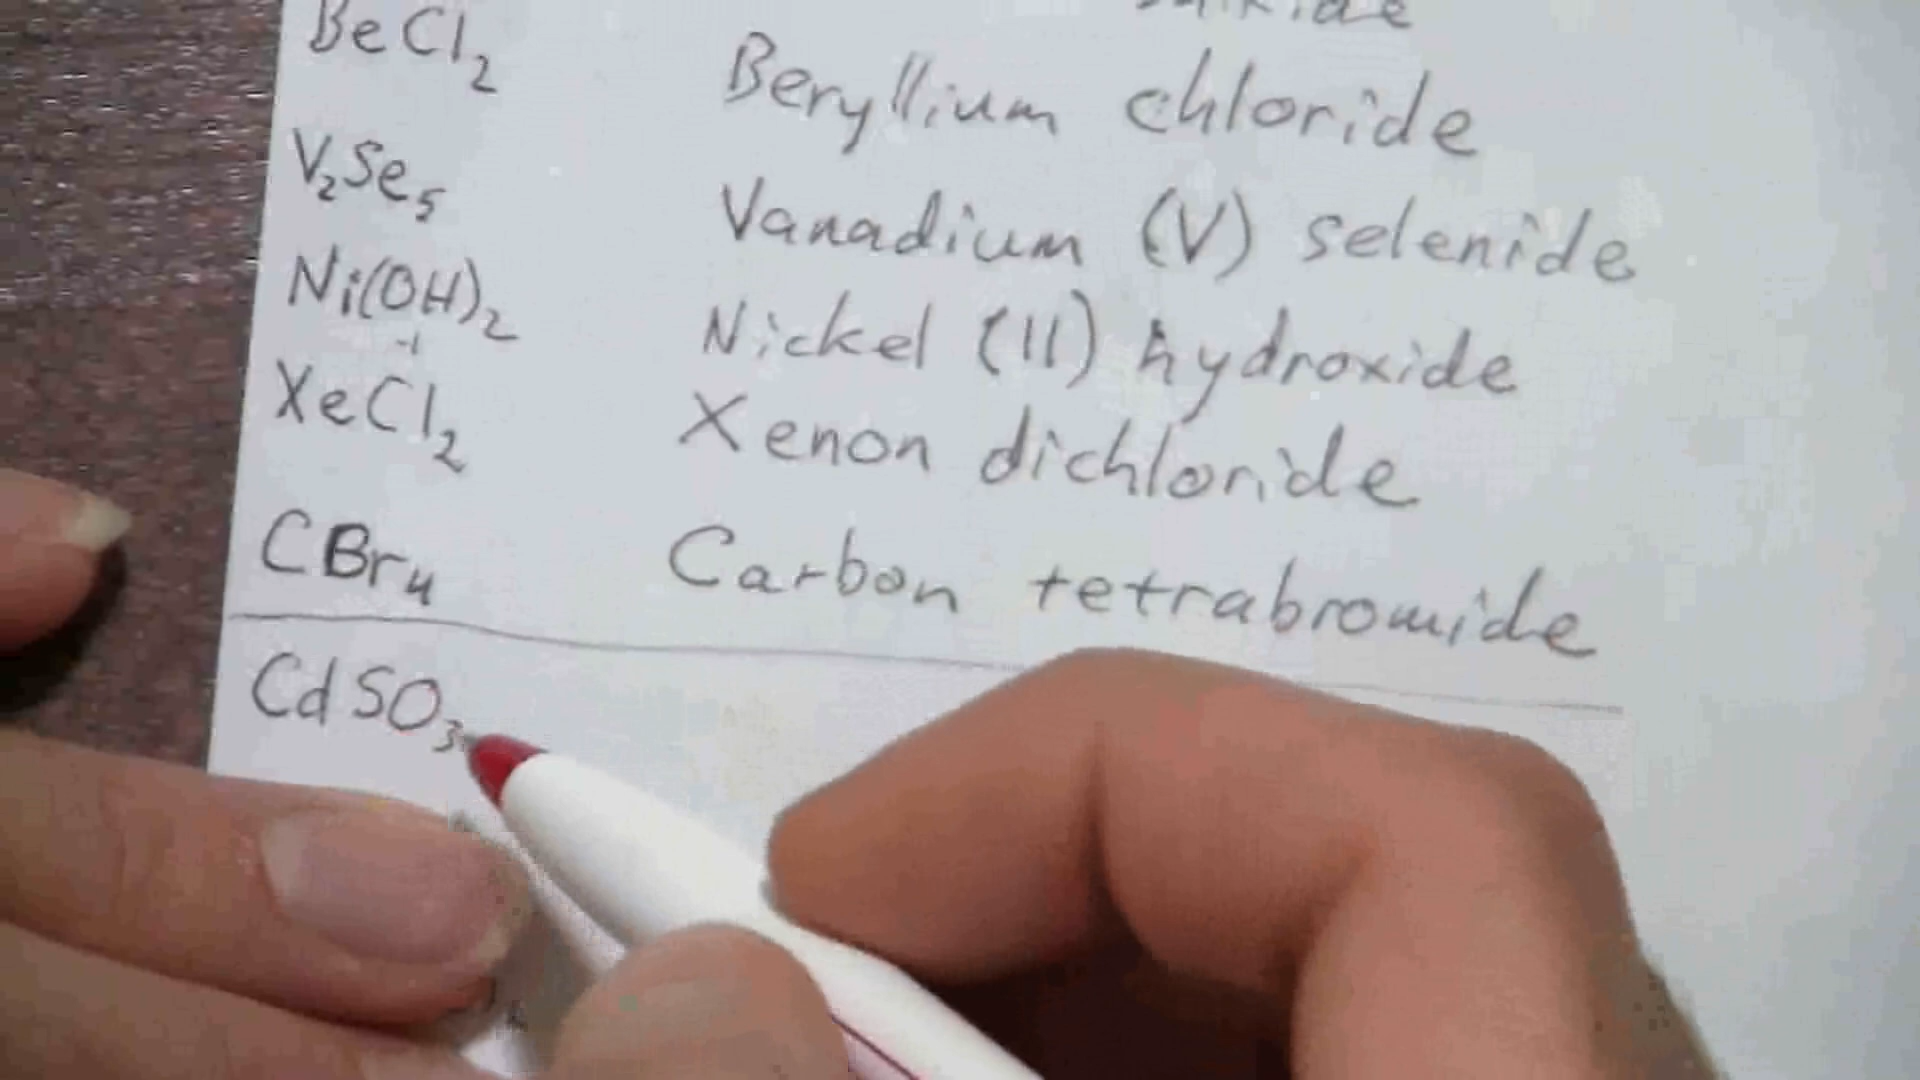 BeCl₂ Beryllium chloride
V₂Se₅ Vanadium (V) selenide
Ni(OH)₂ Nickel (II) hydroxide
-1
XeCl₂ Xenon dichloride
CBr₄ Carbon tetrabromide
CdSO₃